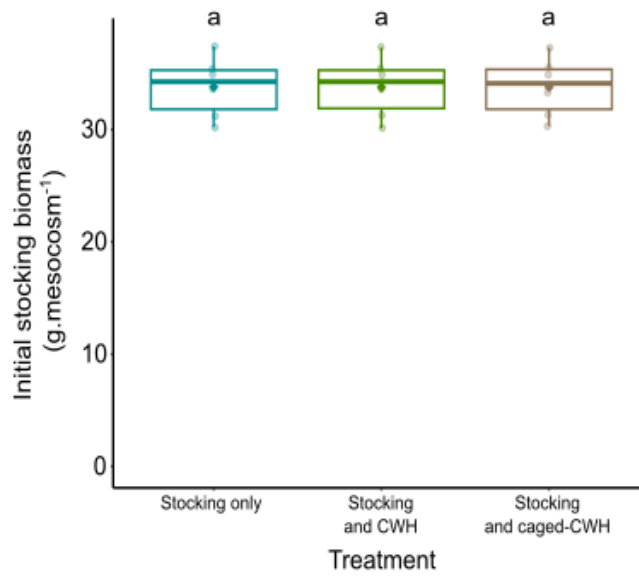 a a a
Initial stocking biomass
(g.mesocosm⁻¹)
30
20
10
0
Stocking only
Stocking
and CWH
Stocking
and caged-CWH
Treatment